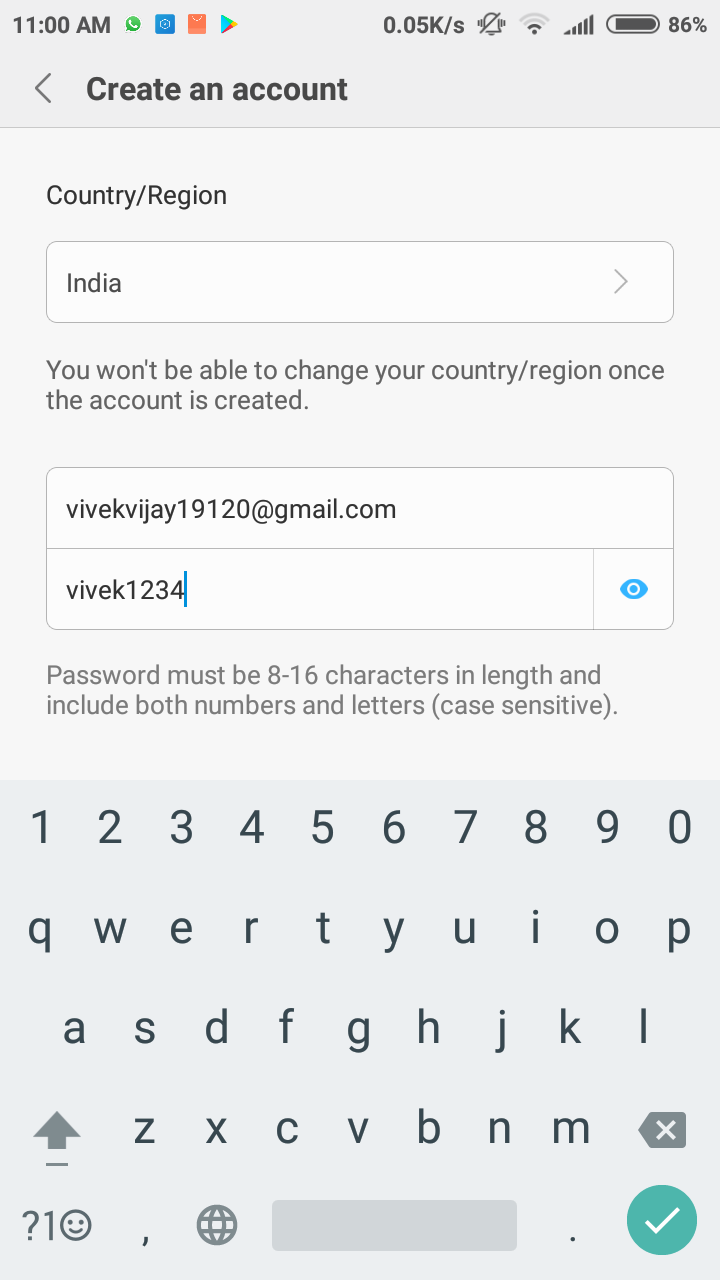 11:00 AM 0.05K/s 86%
Create an account
Country/Region
India
You won't be able to change your country/region once
the account is created.
vivekvijay19120@gmail.com
vivek1234
Password must be 8-16 characters in length and
include both numbers and letters (case sensitive).
1 2 3 4 5 6 7 8 9 0
q w e r t y u i o p
a s d f g h j k l
z x c v b n m
?1☺ , .